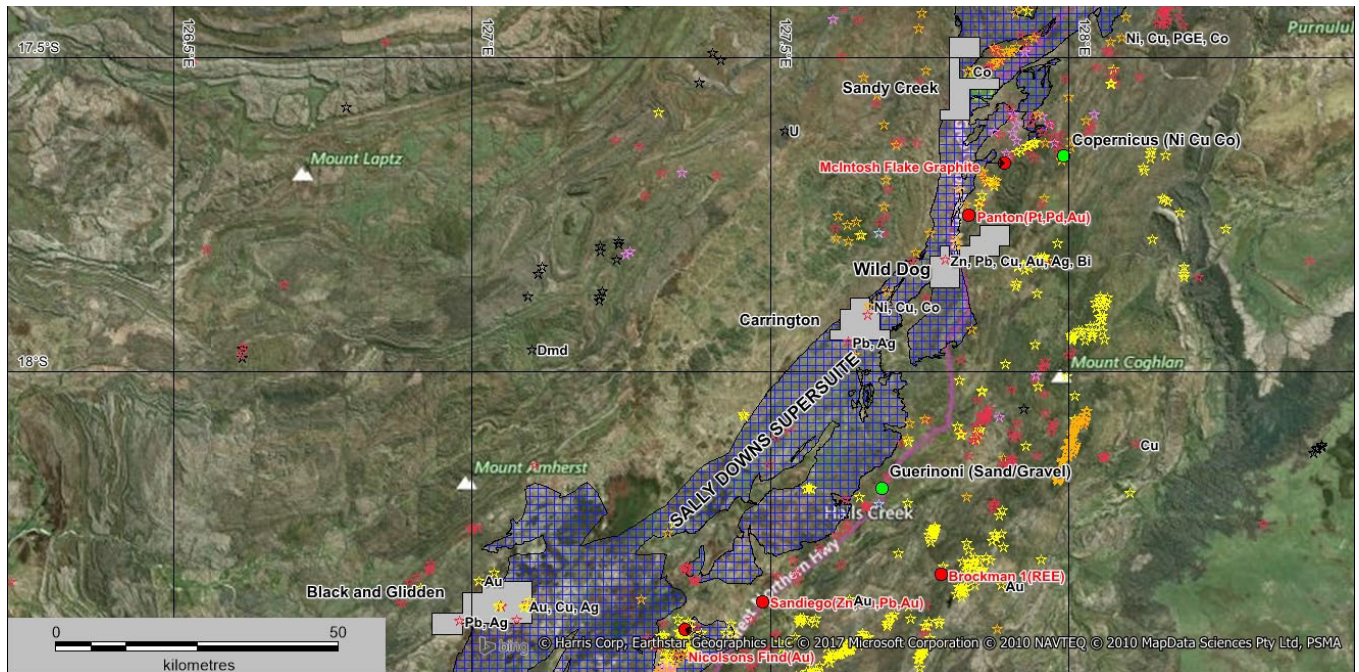 17.5°S
126.5°E
127°E
127.5°E
128°E
Ni, Cu, PGE, Co
Purnulul
Co
Sandy Creek
U
Copernicus (Ni Cu Co)
Mount Laptz
McIntosh Flake Graphite
Panton(Pt,Pd,Au)
Wild Dog
Zn, Pb, Cu, Au, Ag, Bi
Ni, Cu, Co
Carrington
Pb, Ag
Dmd
18°S
Mount Coghlan
SALLY DOWNS SUPERSUITE
Cu
Mount Amherst
Guerinoni (Sand/Gravel)
Halls Creek
Northern Hwy
Brockman 1(REE)
Au
Au
Black and Glidden
Au, Cu, Ag
Au
Sandiego(Zn, Pb,Au)
Pb, Ag
0 50
kilometres
bing
© Harris Corp, Earthstar Geographics LLC © 2017 Microsoft Corporation © 2010 NAVTEQ © 2010 MapData Sciences Pty Ltd, PSMA
Nicolsons Find(Au)